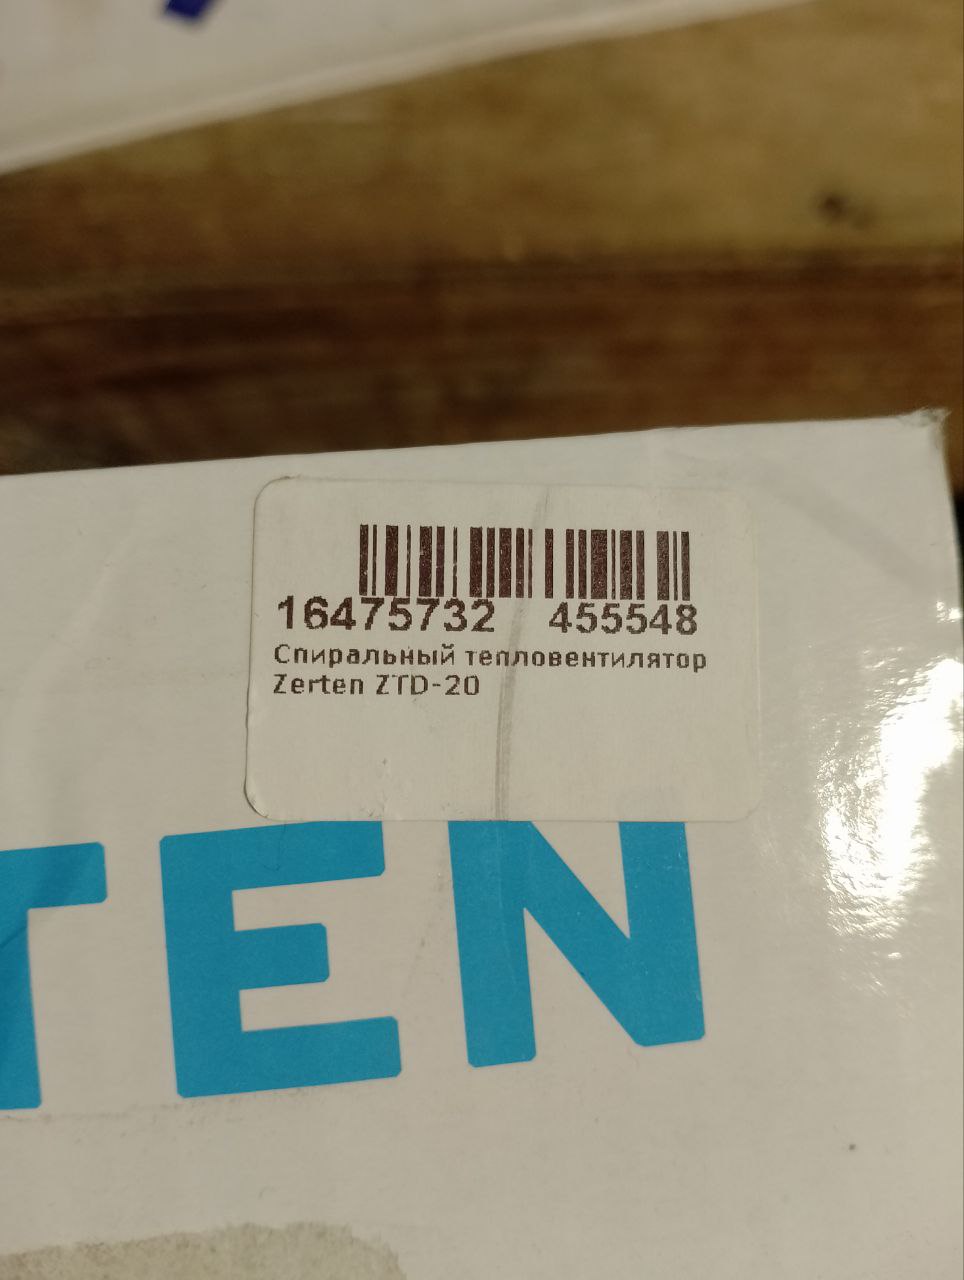 16475732 455548
Спиральный тепловентилятор
Zerten ZTD-20
TEN